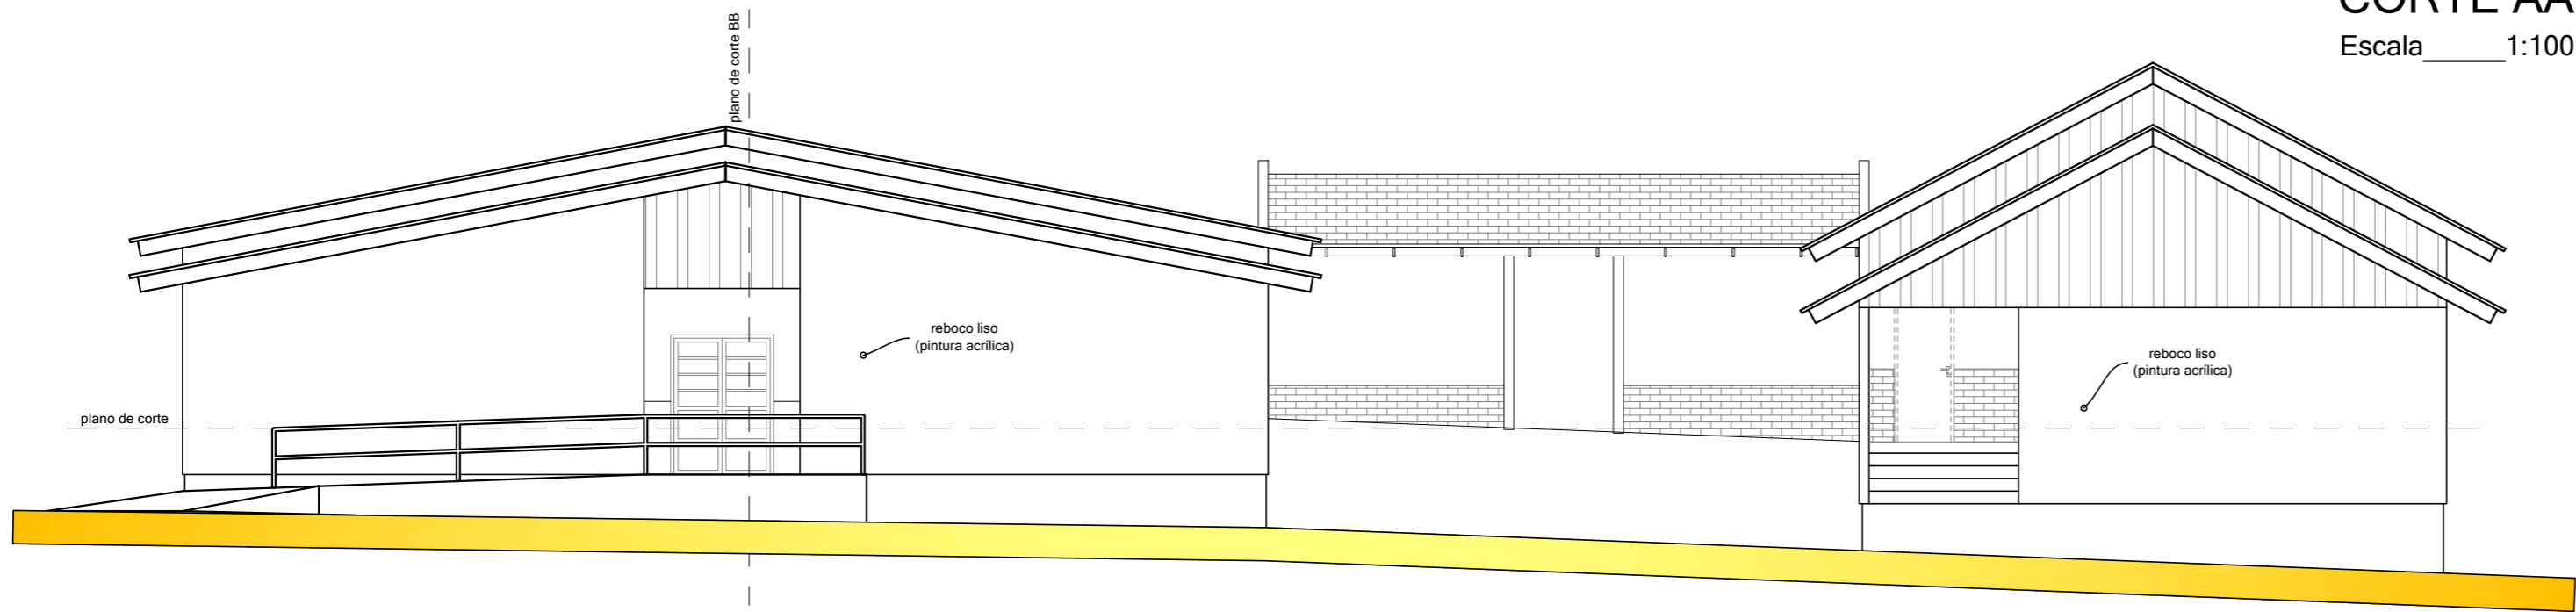 CORTE AA
Escala_____1:100
plano de corte BB
reboco liso
(pintura acrílica)
reboco liso
(pintura acrílica)
plano de corte